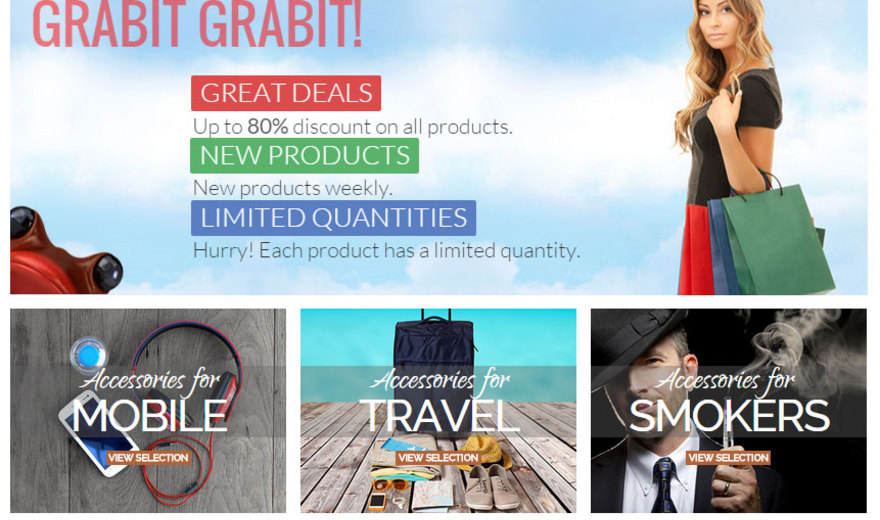 GRABIT GRABIT!
GREAT DEALS
Up to 80% discount on all products.
NEW PRODUCTS
New products weekly.
LIMITED QUANTITIES
Hurry! Each product has a limited quantity.
Accessories for
MOBILE
VIEW SELECTION
Accessories for
TRAVEL
VIEW SELECTION
Accessories for
SMOKERS
VIEW SELECTION